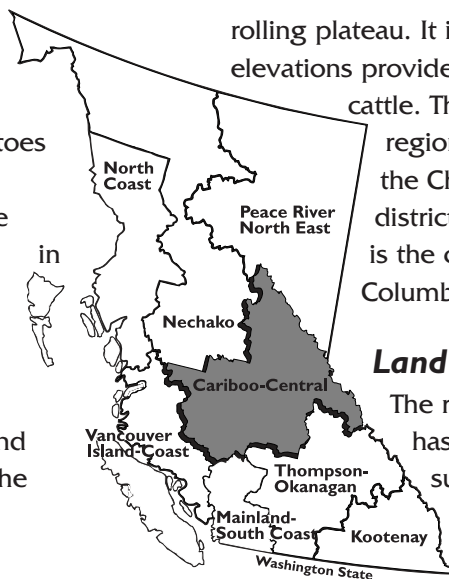 toes
e
in
nd
he
rolling plateau. It i
elevations provide
cattle. Th
region
the Ch
district
is the c
Columb
Land
The r
has
su
North
Coast
Peace River
North East
Nechako
Cariboo-Central
Vancouver
Island-Coast
Thompson-
Okanagan
Mainland-
South Coast
Kootenay
Washington State